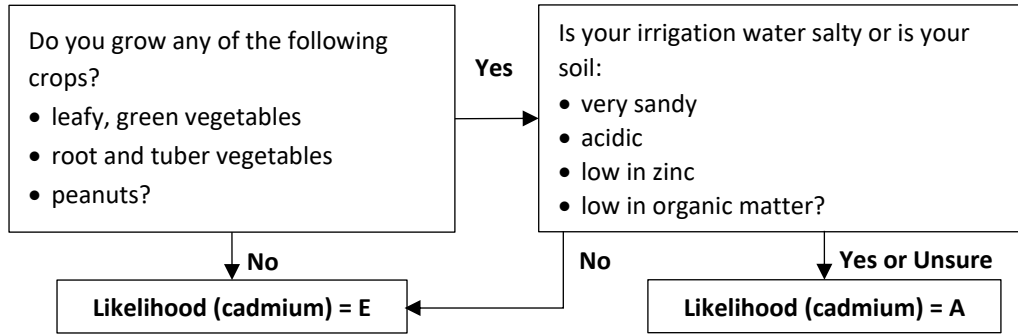 Do you grow any of the following
crops?
• leafy, green vegetables
• root and tuber vegetables
• peanuts?
Yes
Is your irrigation water salty or is your
soil:
• very sandy
• acidic
• low in zinc
• low in organic matter?
No
No
Yes or Unsure
Likelihood (cadmium) = E
Likelihood (cadmium) = A